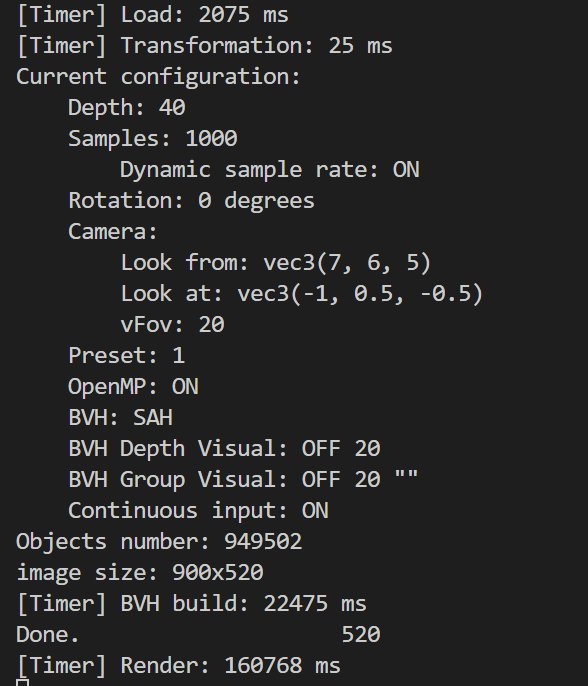 [Timer] Load: 2075 ms
[Timer] Transformation: 25 ms
Current configuration:
    Depth: 40
    Samples: 1000
        Dynamic sample rate: ON
    Rotation: 0 degrees
    Camera:
        Look from: vec3(7, 6, 5)
        Look at: vec3(-1, 0.5, -0.5)
        vFov: 20
    Preset: 1
    OpenMP: ON
    BVH: SAH
    BVH Depth Visual: OFF 20
    BVH Group Visual: OFF 20 ""
    Continuous input: ON
Objects number: 949502
image size: 900x520
[Timer] BVH build: 22475 ms
Done.                    520
[Timer] Render: 160768 ms